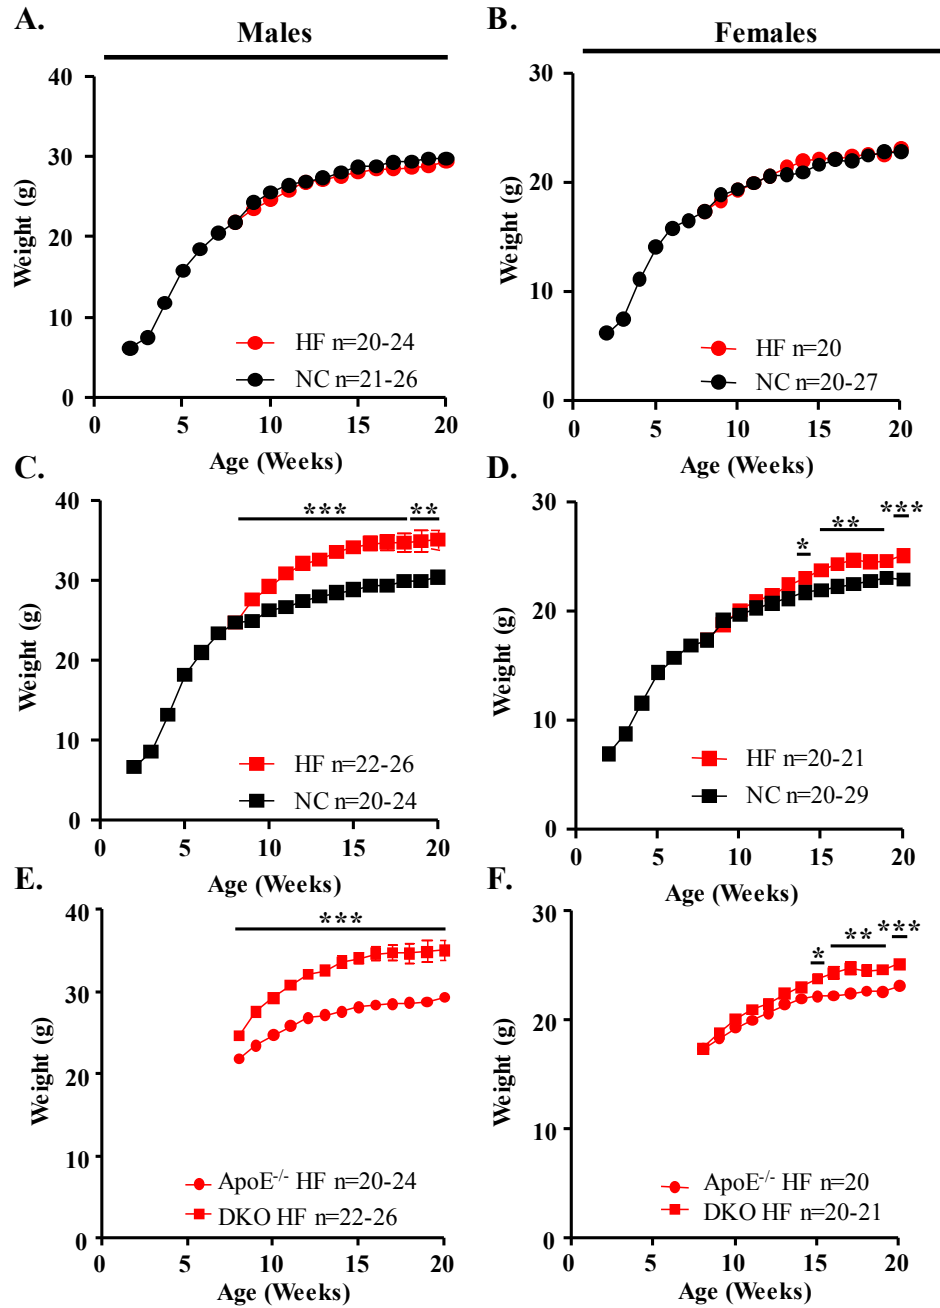 A.
Males
B.
Females
40
30
20
10
0
Weight (g)
HF n=20-24
NC n=21-26
0 5 10 15 20
Age (Weeks)
30
20
10
0
Weight (g)
HF n=20
NC n=20-27
0 5 10 15 20
Age (Weeks)
C.
40
30
20
10
0
Weight (g)
*** **
HF n=22-26
NC n=20-24
0 5 10 15 20
Age (Weeks)
D.
30
20
10
0
Weight (g)
* ** ***
HF n=20-21
NC n=20-29
0 5 10 15 20
Age (Weeks)
E.
40
30
20
10
0
Weight (g)
***
ApoE-/- HF n=20-24
DKO HF n=22-26
0 5 10 15 20
Age (Weeks)
F.
30
20
10
0
Weight (g)
* ** ***
ApoE-/- HF n=20
DKO HF n=20-21
0 5 10 15 20
Age (Weeks)